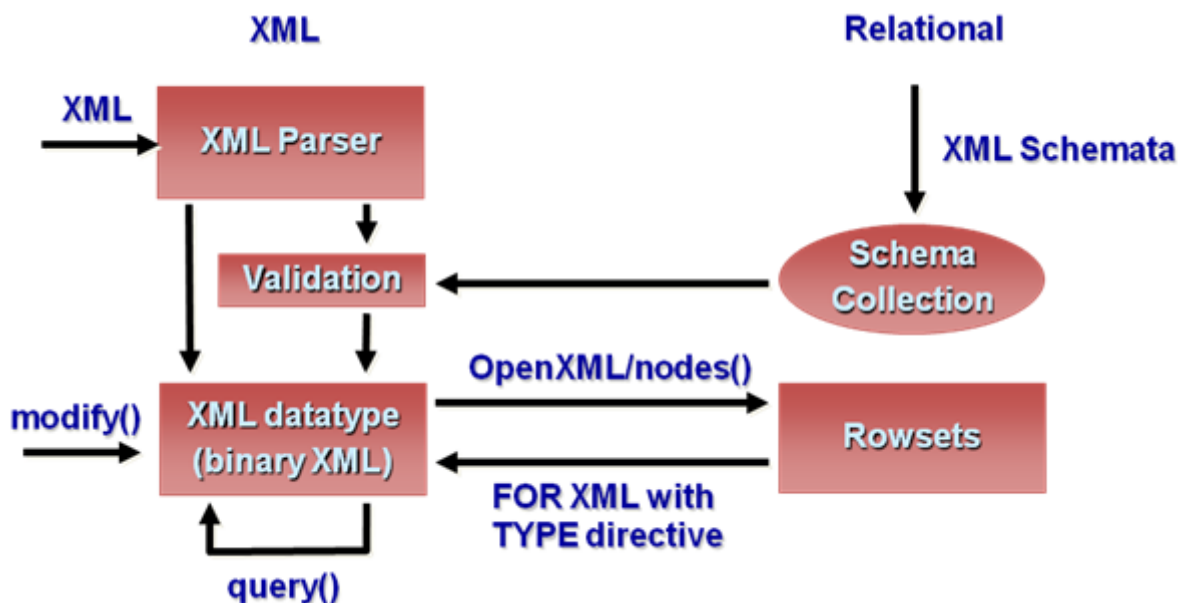 XML
Relational
XML
XML Parser
XML Schemata
Validation
Schema
Collection
OpenXML/nodes()
modify()
XML datatype
(binary XML)
Rowsets
FOR XML with
TYPE directive
query()